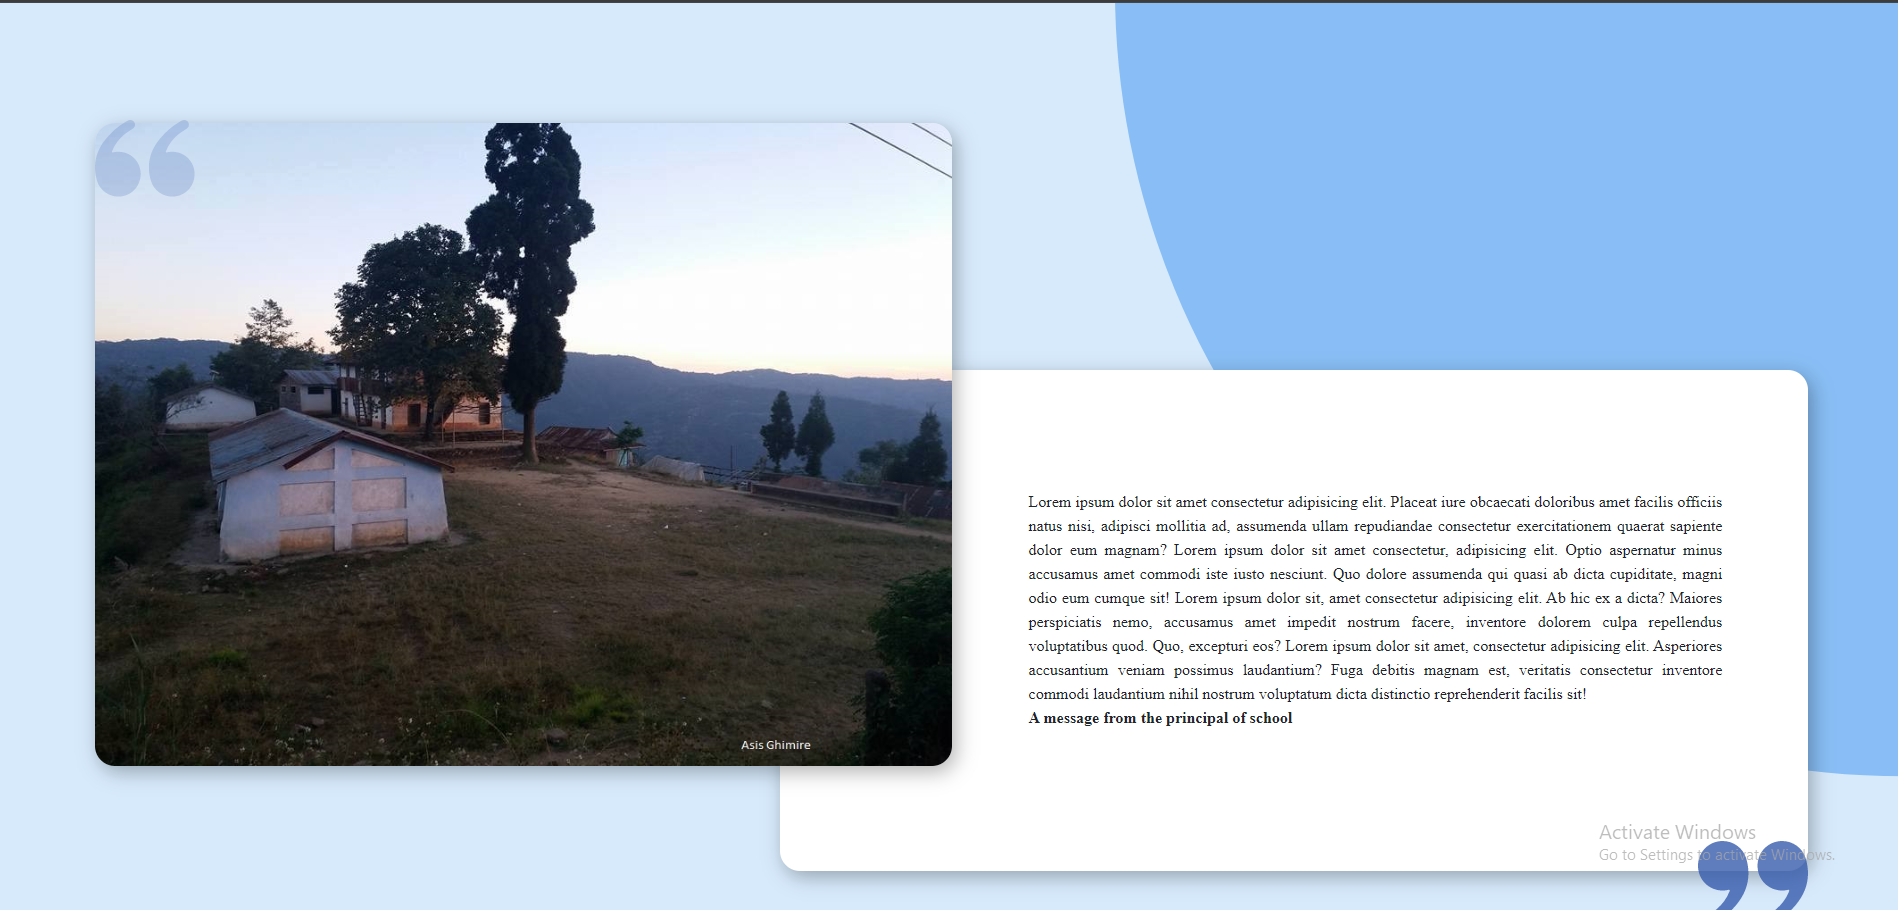 “
Asis Ghimire
Lorem ipsum dolor sit amet consectetur adipisicing elit. Placeat iure obcaecati doloribus amet facilis officiis
natus nisi, adipisci mollitia ad, assumenda ullam repudiandae consectetur exercitationem quaerat sapiente
dolor eum magnam? Lorem ipsum dolor sit amet consectetur, adipisicing elit. Optio aspernatur minus
accusamus amet commodi iste iusto nesciunt. Quo dolore assumenda qui quasi ab dicta cupiditate, magni
odio eum cumque sit! Lorem ipsum dolor sit, amet consectetur adipisicing elit. Ab hic ex a dicta? Maiores
perspiciatis nemo, accusamus amet impedit nostrum facere, inventore dolorem culpa repellendus
voluptatibus quod. Quo, excepturi eos? Lorem ipsum dolor sit amet, consectetur adipisicing elit. Asperiores
accusantium veniam possimus laudantium? Fuga debitis magnam est, veritatis consectetur inventore
commodi laudantium nihil nostrum voluptatum dicta distinctio reprehenderit facilis sit!
A message from the principal of school
Activate Windows
Go to Settings to activate Windows.
”